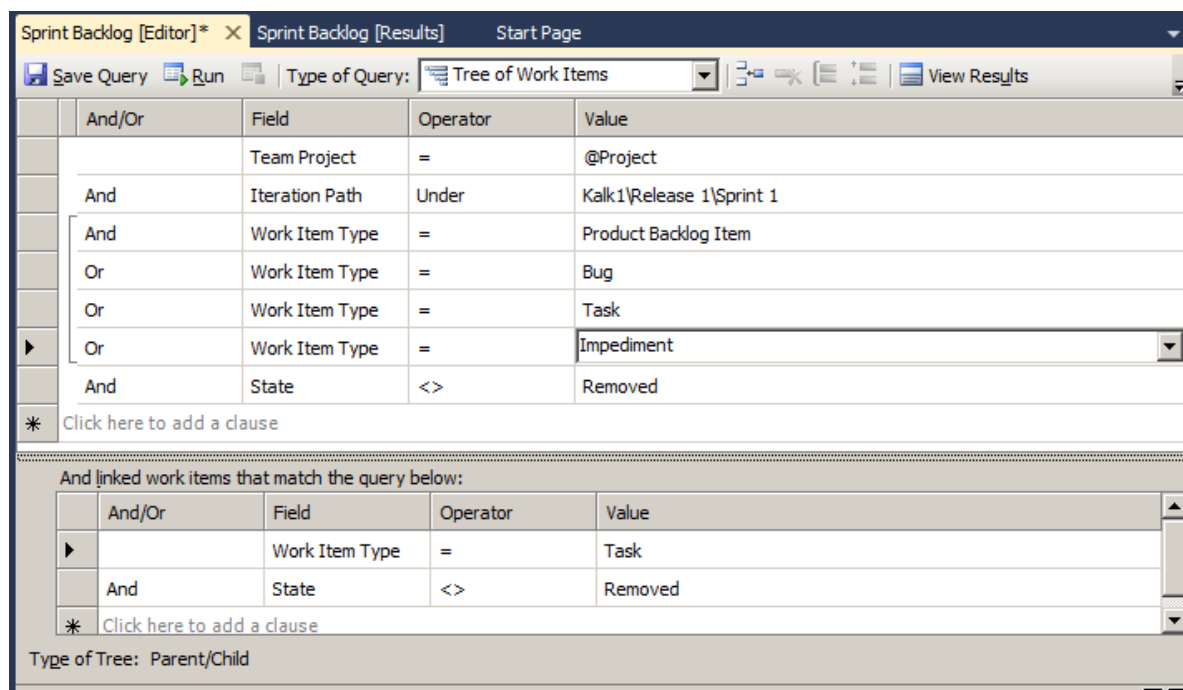 Sprint Backlog [Editor]* Sprint Backlog [Results] Start Page
Save Query Run Type of Query: Tree of Work Items View Results
And/Or Field Operator Value
Team Project = @Project
And Iteration Path Under Kalk1\Release 1\Sprint 1
And Work Item Type = Product Backlog Item
Or Work Item Type = Bug
Or Work Item Type = Task
Or Work Item Type = Impediment
And State <> Removed
Click here to add a clause
And linked work items that match the query below:
And/Or Field Operator Value
Work Item Type = Task
And State <> Removed
Click here to add a clause
Type of Tree: Parent/Child